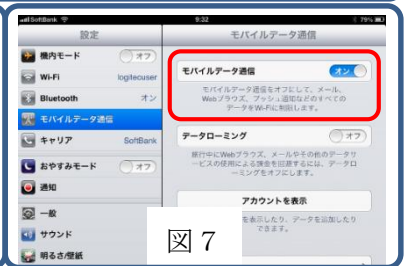 SoftBank
9:32
79%
設定
モバイルデータ通信
機内モード
オフ
Wi-Fi
logitecuser
Bluetooth
オン
モバイルデータ通信
キャリア
SoftBank
おやすみモード
オフ
通知
一般
サウンド
明るさ/壁紙
モバイルデータ通信
オン
モバイルデータ通信をオフにして、メール、
Webブラウズ、プッシュ通知などのすべての
データをWi-Fiに制限します。
データローミング
オフ
旅行中にWebブラウズ、メールやその他のデータサ
ービスの使用による課金を回避するには、データロ
ーミングをオフにします。
アカウントを表示
を表示したり、データを追加したり
できます。
図7